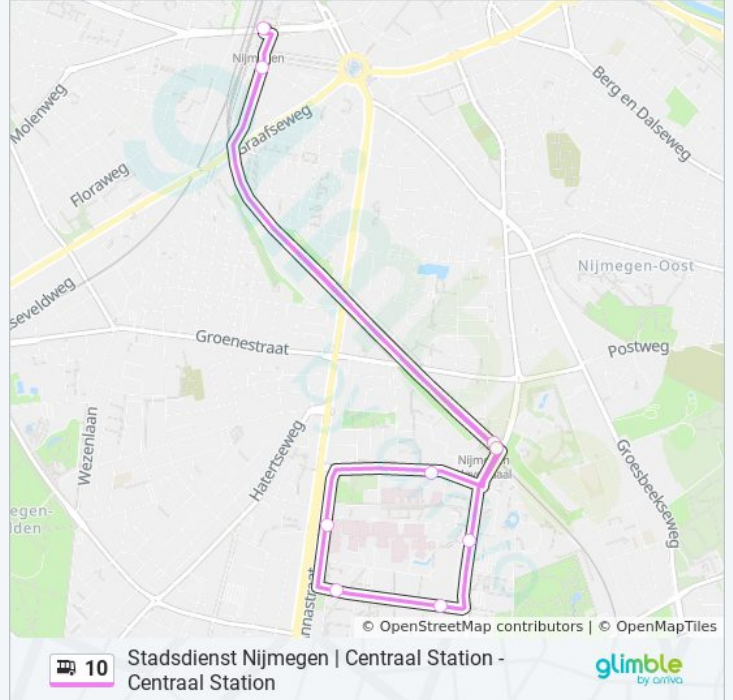 Nijmegen
Molenweg
Graafseweg
Berg en Dalseweg
Floraweg
Nijmegen-Oost
seveldweg
Groenestraat
Postweg
Wezenlaan
Hatertseweg
Groesbeekseweg
egen-
lden
nnastraat
© OpenStreetMap contributors | © OpenMapTiles
10
Stadsdienst Nijmegen | Centraal Station -
Centraal Station
glimble
by arriva